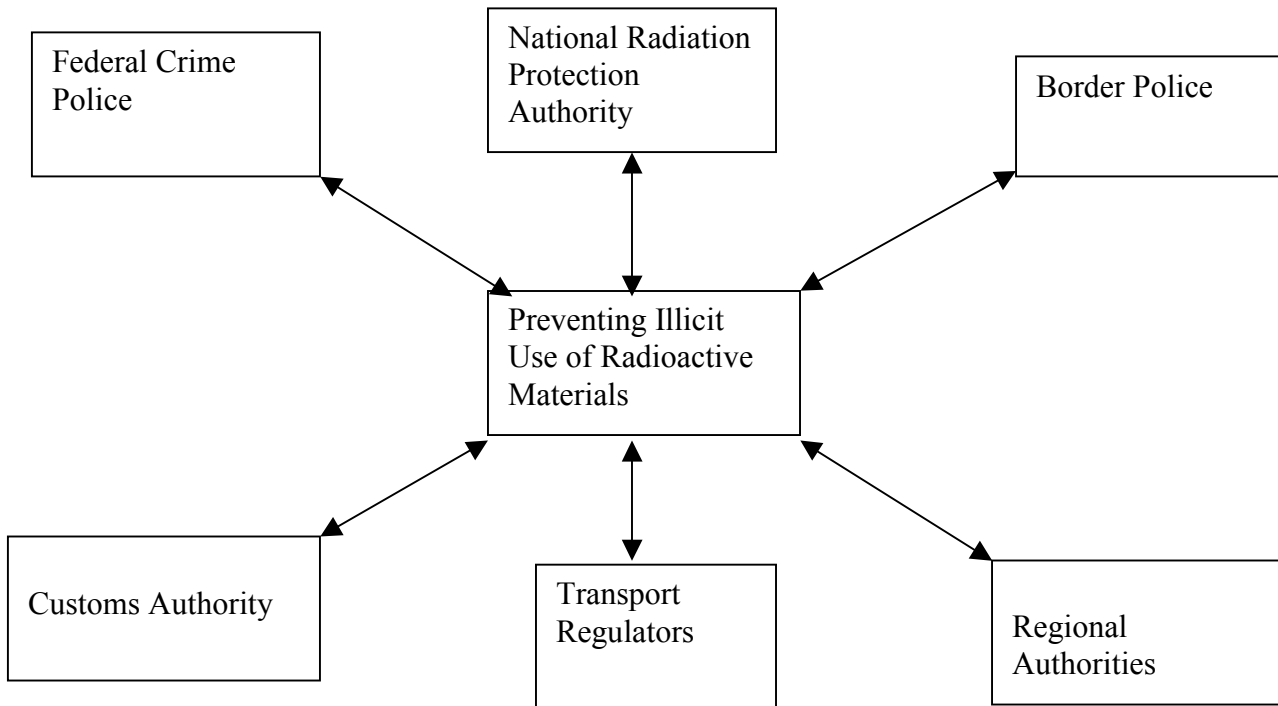 Federal Crime
Police
National Radiation
Protection
Authority
Border Police
Preventing Illicit
Use of Radioactive
Materials
Customs Authority
Transport
Regulators
Regional
Authorities